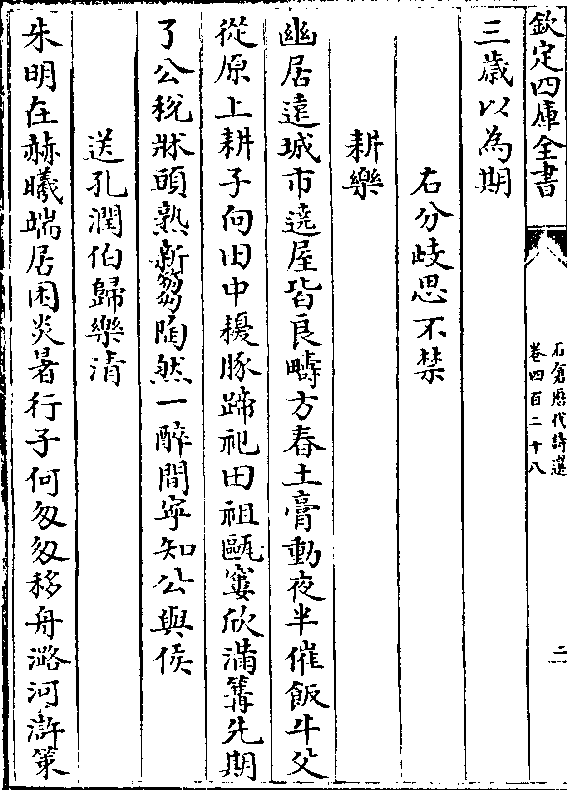 欽定四庫全書
石倉歷代詩選
卷四百二十八
二
三歲以為期
右分歧思不禁
耕樂
幽居遠城市遶屋皆良疇方春土膏動夜半催飯牛父
從原上耕子向田中耰豚蹄祀田祖甌窶欣滿篝先期
了公稅牀頭熟新蒭陶然一醉間寧知公與侯
送孔潤伯歸樂清
朱明在赫曦端居困炎暑行子何匆匆移舟潞河滸策